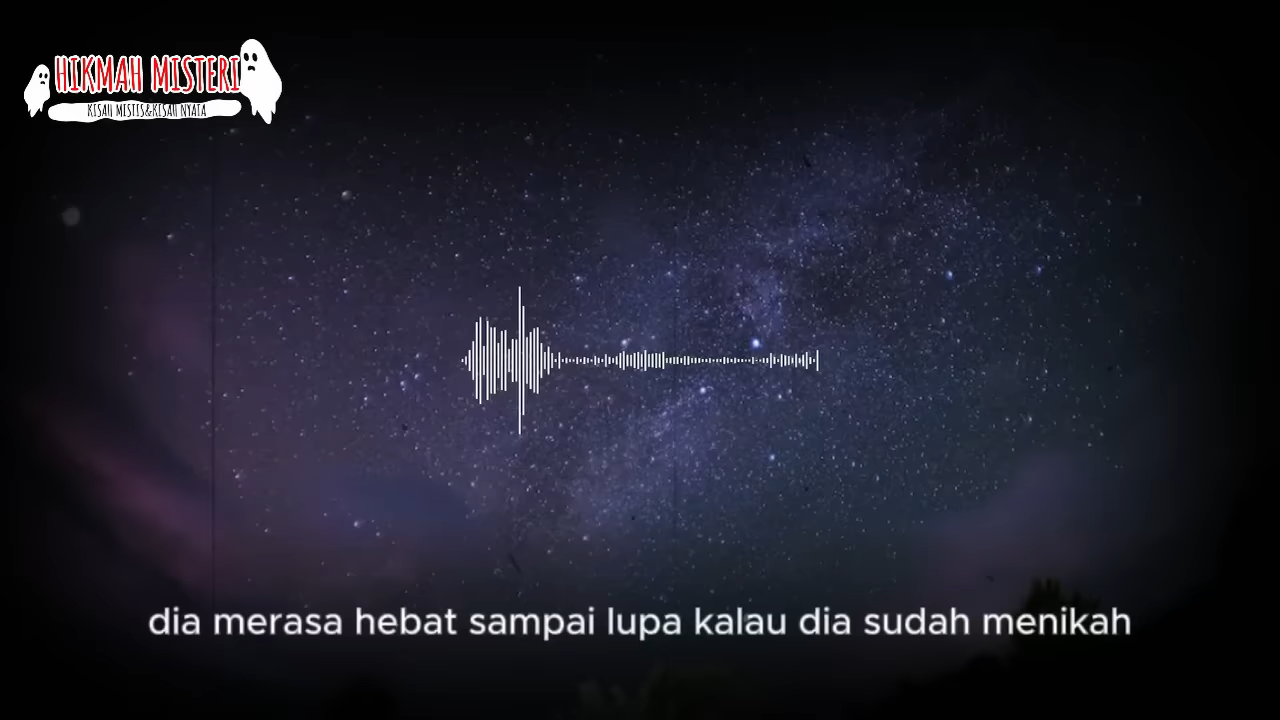 HIKMAH MISTERI
KISAH MISTIS&KISAH NYATA
dia merasa hebat sampai lupa kalau dia sudah menikah